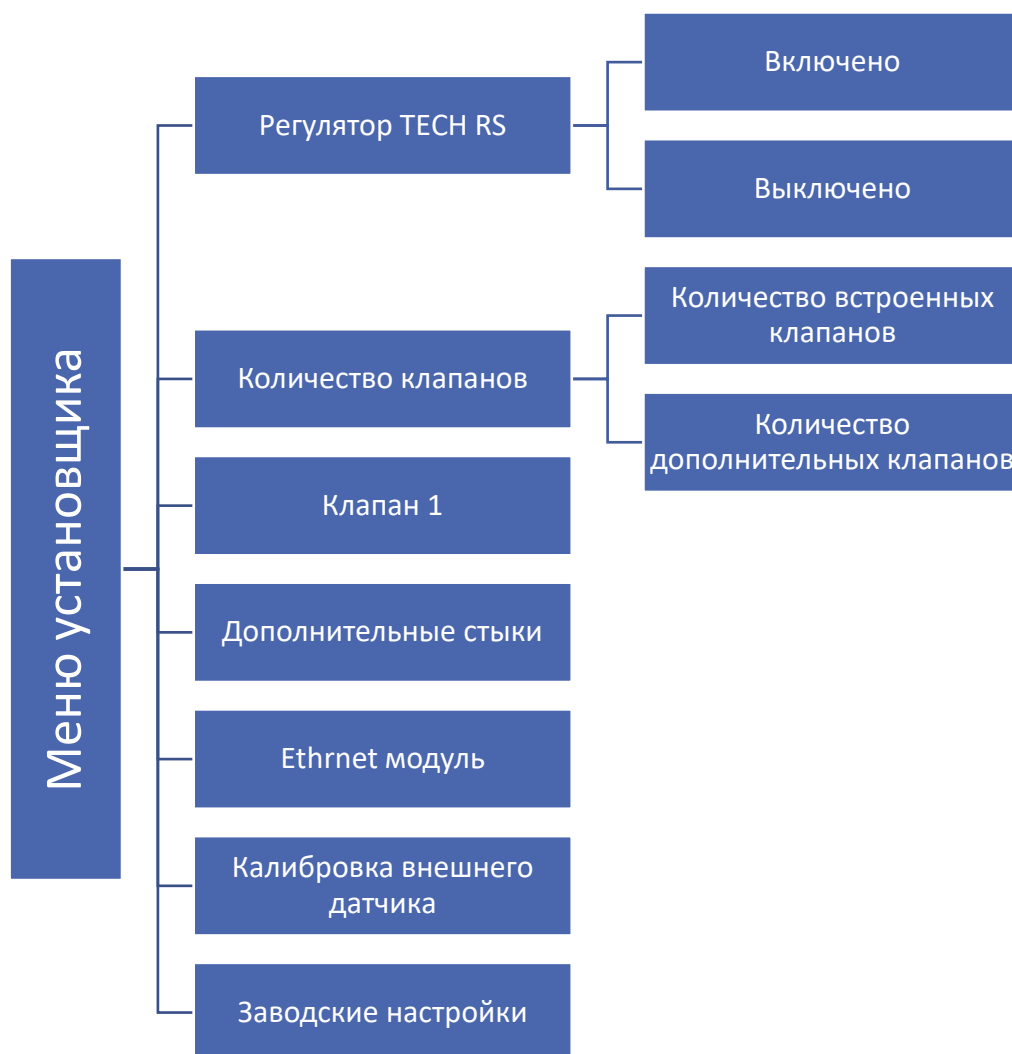 Меню установщика
Регулятор TECH RS
Включено
Выключено
Количество клапанов
Количество встроенных
клапанов
Количество
дополнительных клапанов
Клапан 1
Дополнительные стыки
Ethrnet модуль
Калибровка внешнего
датчика
Заводские настройки